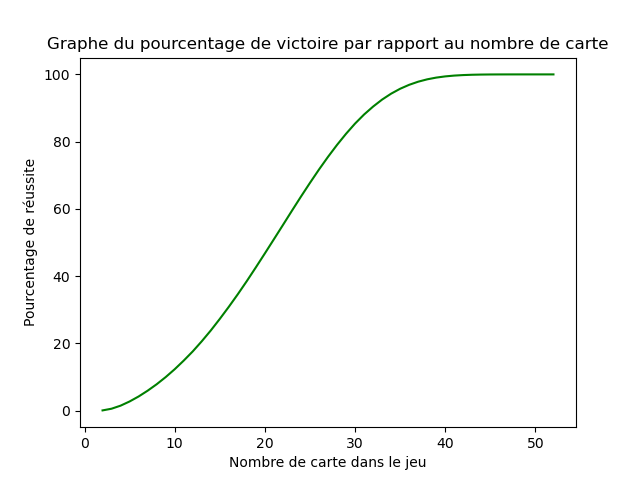 Graphe du pourcentage de victoire par rapport au nombre de carte
100
80
60
40
20
0
Pourcentage de réussite
0 10 20 30 40 50
Nombre de carte dans le jeu